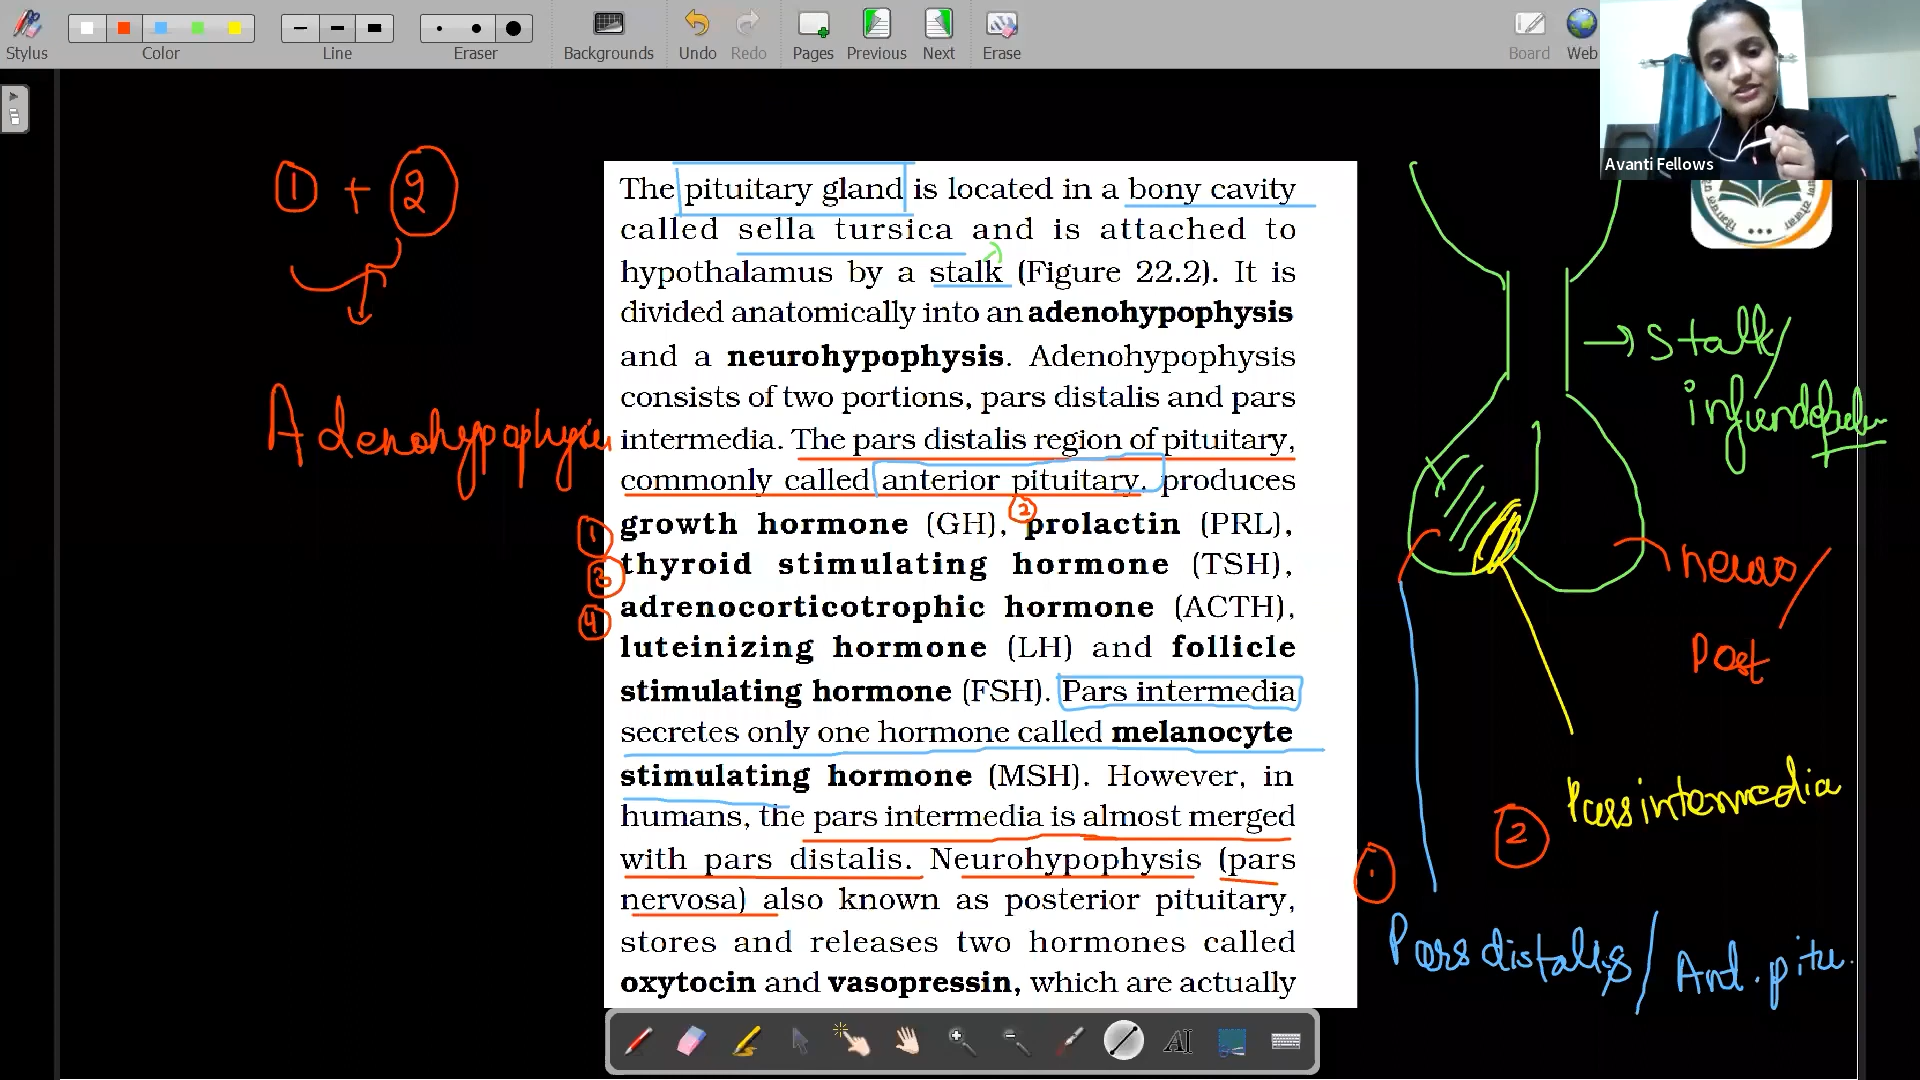 Stylus
Color
Line
Eraser
Backgrounds
Undo
Redo
Pages
Previous
Next
Erase
Board
Web
Avanti Fellows
1 + 2
Adenohypophysis
The pituitary gland is located in a bony cavity
called sella tursica and is attached to
hypothalamus by a stalk (Figure 22.2). It is
divided anatomically into an adenohypophysis
and a neurohypophysis. Adenohypophysis
consists of two portions, pars distalis and pars
intermedia. The pars distalis region of pituitary,
commonly called anterior pituitary, produces
2
1 growth hormone (GH), prolactin (PRL),
3 thyroid stimulating hormone (TSH),
4 adrenocorticotrophic hormone (ACTH),
luteinizing hormone (LH) and follicle
stimulating hormone (FSH). Pars intermedia
secretes only one hormone called melanocyte
stimulating hormone (MSH). However, in
humans, the pars intermedia is almost merged
with pars distalis. Neurohypophysis (pars
nervosa) also known as posterior pituitary,
stores and releases two hormones called
oxytocin and vasopressin, which are actually
→ Stalk/
neuro/
Post
Pars intermedia
2
Pars distalis/ Ant. pitu.